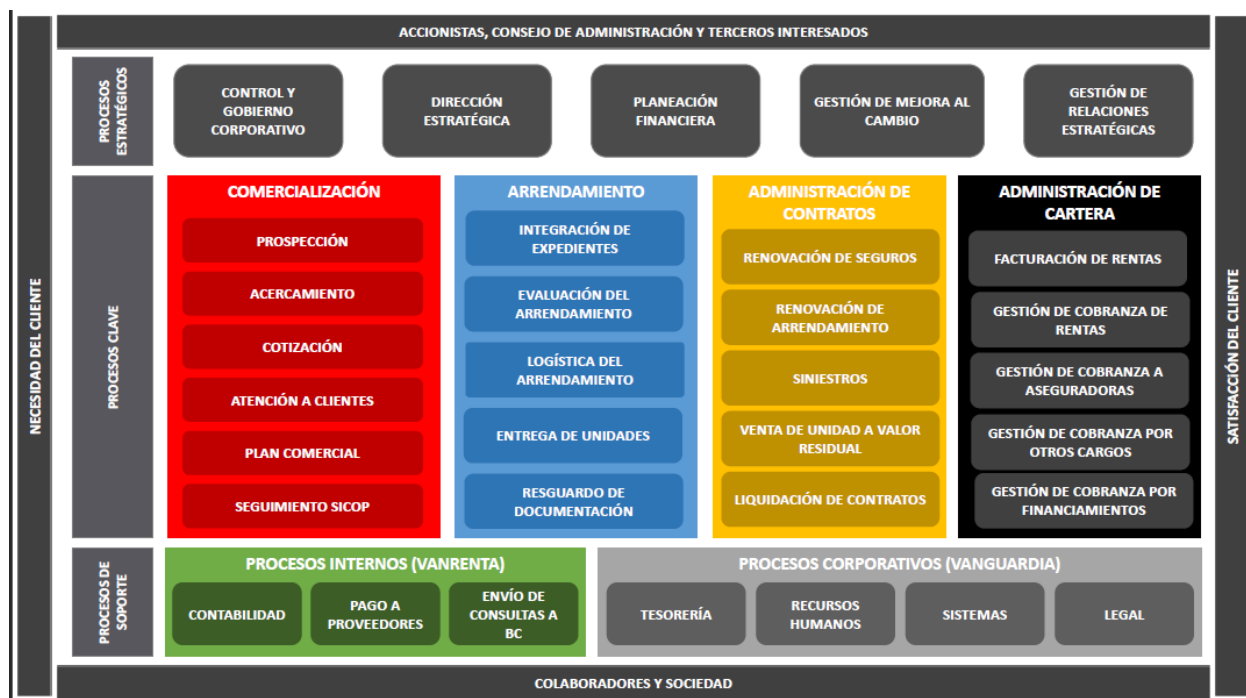 ACCIONISTAS, CONSEJO DE ADMINISTRACIÓN Y TERCEROS INTERESADOS
NECESIDAD DEL CLIENTE
PROCESOS
ESTRATÉGICOS
CONTROL Y
GOBIERNO
CORPORATIVO
DIRECCIÓN
ESTRATÉGICA
PLANEACIÓN
FINANCIERA
GESTIÓN DE MEJORA AL
CAMBIO
GESTIÓN DE
RELACIONES
ESTRATÉGICAS
PROCESOS CLAVE
COMERCIALIZACIÓN
PROSPECCIÓN
ACERCAMIENTO
COTIZACIÓN
ATENCIÓN A CLIENTES
PLAN COMERCIAL
SEGUIMIENTO SICOP
ARRENDAMIENTO
INTEGRACIÓN DE
EXPEDIENTES
EVALUACIÓN DEL
ARRENDAMIENTO
LOGÍSTICA DEL
ARRENDAMIENTO
ENTREGA DE UNIDADES
RESGUARDO DE
DOCUMENTACIÓN
ADMINISTRACIÓN DE
CONTRATOS
RENOVACIÓN DE SEGUROS
RENOVACIÓN DE
ARRENDAMIENTO
SINIESTROS
VENTA DE UNIDAD A VALOR
RESIDUAL
LIQUIDACIÓN DE CONTRATOS
ADMINISTRACIÓN DE
CARTERA
FACTURACIÓN DE RENTAS
GESTIÓN DE COBRANZA DE
RENTAS
GESTIÓN DE COBRANZA A
ASEGURADORAS
GESTIÓN DE COBRANZA POR
OTROS CARGOS
GESTIÓN DE COBRANZA POR
FINANCIAMIENTOS
SATISFACCIÓN DEL CLIENTE
PROCESOS DE
SOPORTE
PROCESOS INTERNOS (VANRENTA)
CONTABILIDAD
PAGO A
PROVEEDORES
ENVÍO DE
CONSULTAS A
BC
PROCESOS CORPORATIVOS (VANGUARDIA)
TESORERÍA
RECURSOS
HUMANOS
SISTEMAS
LEGAL
COLABORADORES Y SOCIEDAD